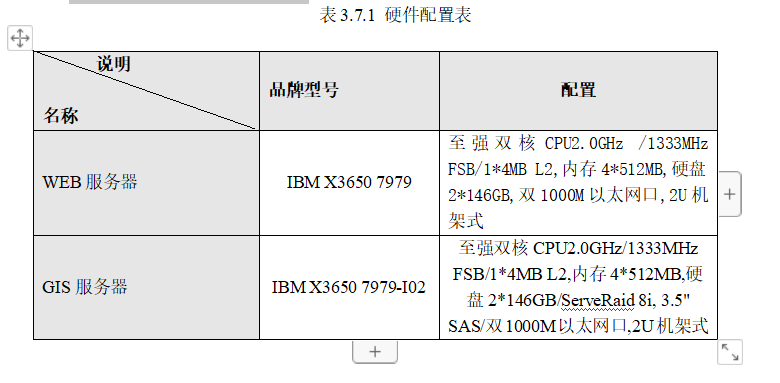 表 3.7.1 硬件配置表
说明
名称
品牌型号
配置
WEB 服务器
IBM X3650 7979
至强双核 CPU2.0GHz /1333MHz
FSB/1*4MB L2,内存 4*512MB,硬盘
2*146GB,双 1000M 以太网口,2U 机
架式
GIS 服务器
IBM X3650 7979-I02
至强双核 CPU2.0GHz/1333MHz
FSB/1*4MB L2,内存 4*512MB,硬
盘 2*146GB/ServeRaid 8i, 3.5"
SAS/双 1000M 以太网口,2U 机架式